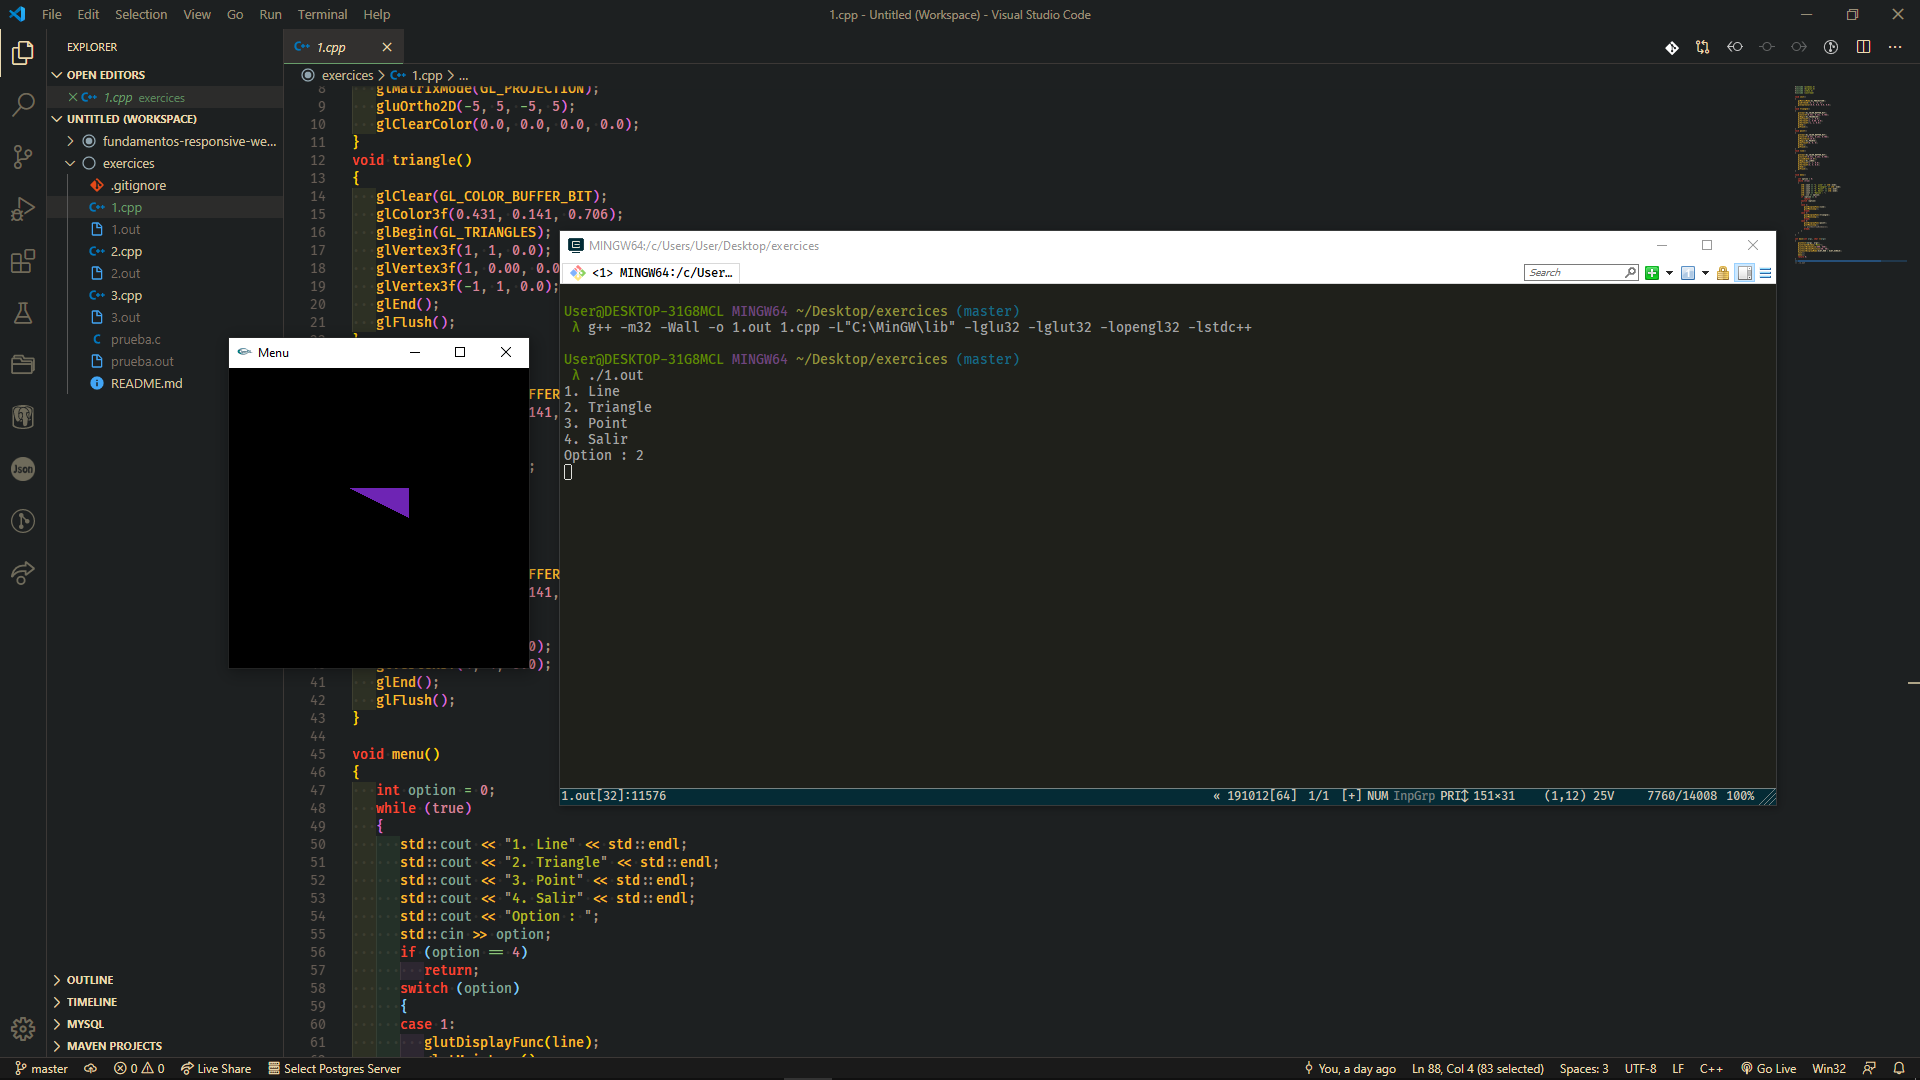 File Edit Selection View Go Run Terminal Help
1.cpp - Untitled (Workspace) - Visual Studio Code
EXPLORER
OPEN EDITORS
1.cpp exercices
UNTITLED (WORKSPACE)
fundamentos-responsive-we...
exercices
.gitignore
1.cpp
1.out
2.cpp
2.out
3.cpp
3.out
prueba.c
prueba.out
README.md
OUTLINE
TIMELINE
MYSQL
MAVEN PROJECTS
Json
1.cpp
exercices > 1.cpp > ...
8 glMatrixMode(GL_PROJECTION);
9 gluOrtho2D(-5, 5, -5, 5);
10 glClearColor(0.0, 0.0, 0.0, 0.0);
11 }
12 void triangle()
13 {
14 glClear(GL_COLOR_BUFFER_BIT);
15 glColor3f(0.431, 0.141, 0.706);
16 glBegin(GL_TRIANGLES);
17 glVertex3f(1, 1, 0.0);
18 glVertex3f(1, 0.00, 0.0
19 glVertex3f(-1, 1, 0.0);
20 glEnd();
21 glFlush();
FFER
141,
;
FFER
141,
0);
0);
41 glEnd();
42 glFlush();
43 }
44
45 void menu()
46 {
47 int option = 0;
48 while (true)
49 {
50 std::cout << "1. Line" << std::endl;
51 std::cout << "2. Triangle" << std::endl;
52 std::cout << "3. Point" << std::endl;
53 std::cout << "4. Salir" << std::endl;
54 std::cout << "Option : ";
55 std::cin >> option;
56 if (option == 4)
57 return;
58 switch (option)
59 {
60 case 1:
61 glutDisplayFunc(line);
Menu
MINGW64:/c/Users/User/Desktop/exercices
<1> MINGW64:/c/User...
Search
User@DESKTOP-31G8MCL MINGW64 ~/Desktop/exercices (master)
λ g++ -m32 -Wall -o 1.out 1.cpp -L"C:\MinGW\lib" -lglu32 -lglut32 -lopengl32 -lstdc++
User@DESKTOP-31G8MCL MINGW64 ~/Desktop/exercices (master)
λ ./1.out
1. Line
2. Triangle
3. Point
4. Salir
Option : 2
1.out[32]:11576
« 191012[64] 1/1 [+] NUM InpGrp PRI↕ 151×31 (1,12) 25V 7760/14008 100%
master 0 0 Live Share Select Postgres Server
You, a day ago Ln 88, Col 4 (83 selected) Spaces: 3 UTF-8 LF C++ Go Live Win32